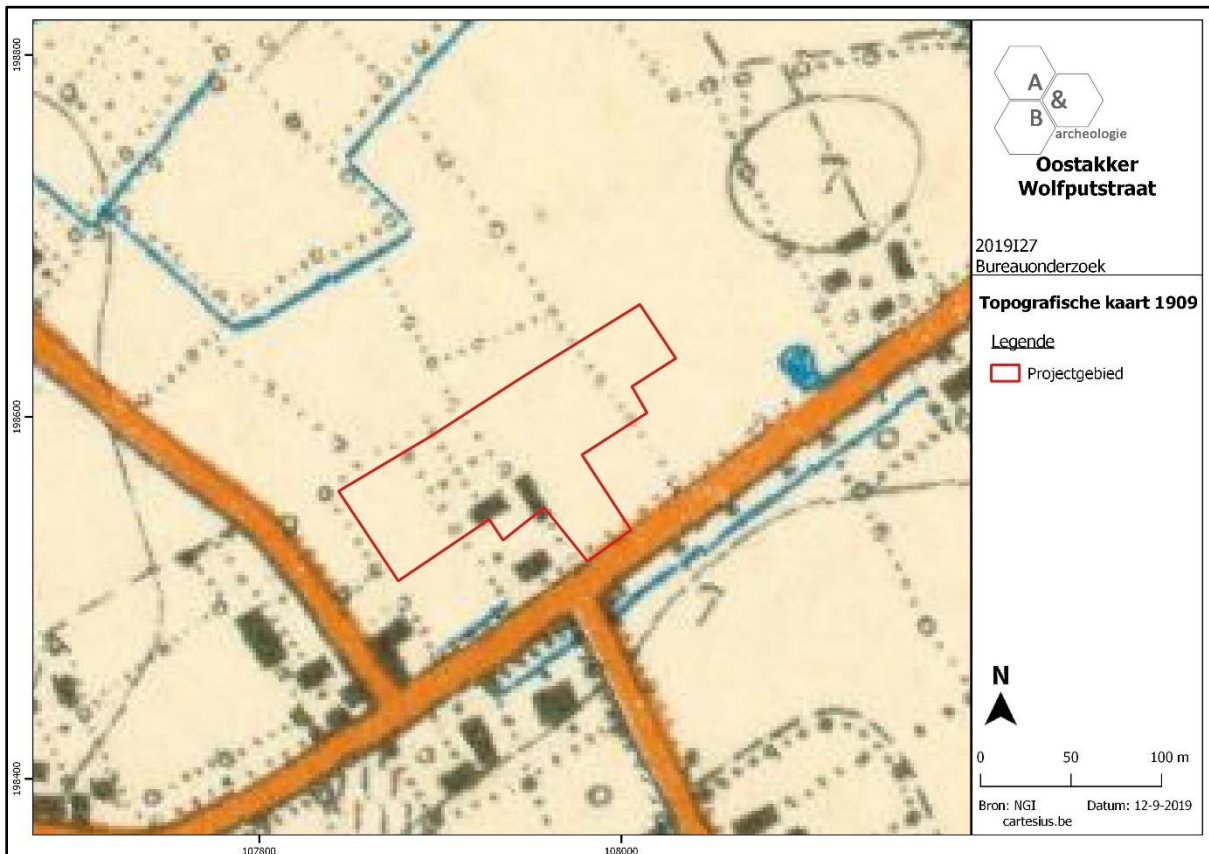 198800
198600
198400
107800
108000
7
A
&
B
archeologie
Oostakker
Wolfputstraat
2019I27
Bureauonderzoek
Topografische kaart 1909
Legende
Projectgebied
N
0 50 100 m
Bron: NGI Datum: 12-9-2019
cartesius.be